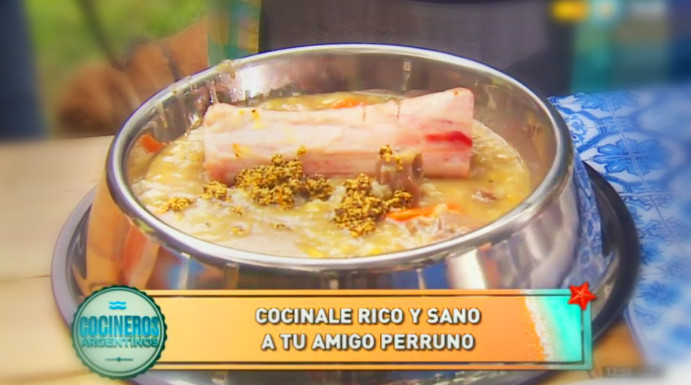 COCINALE RICO Y SANO
A TU AMIGO PERRUNO
COCINEROS
ARGENTINOS